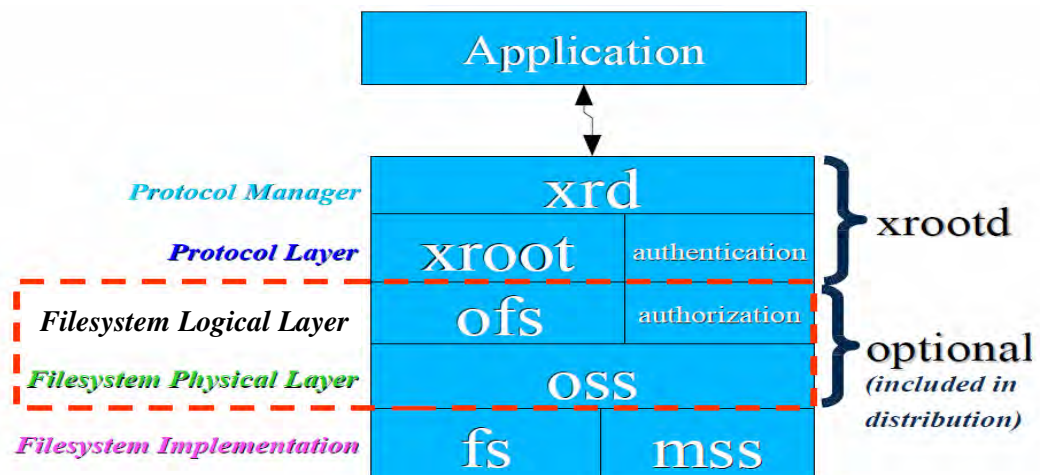 Application
Protocol Manager
xrd
xrootd
Protocol Layer
xroot
authentication
Filesystem Logical Layer
ofs
authorization
optional
(included in
distribution)
Filesystem Physical Layer
oss
Filesystem Implementation
fs
mss